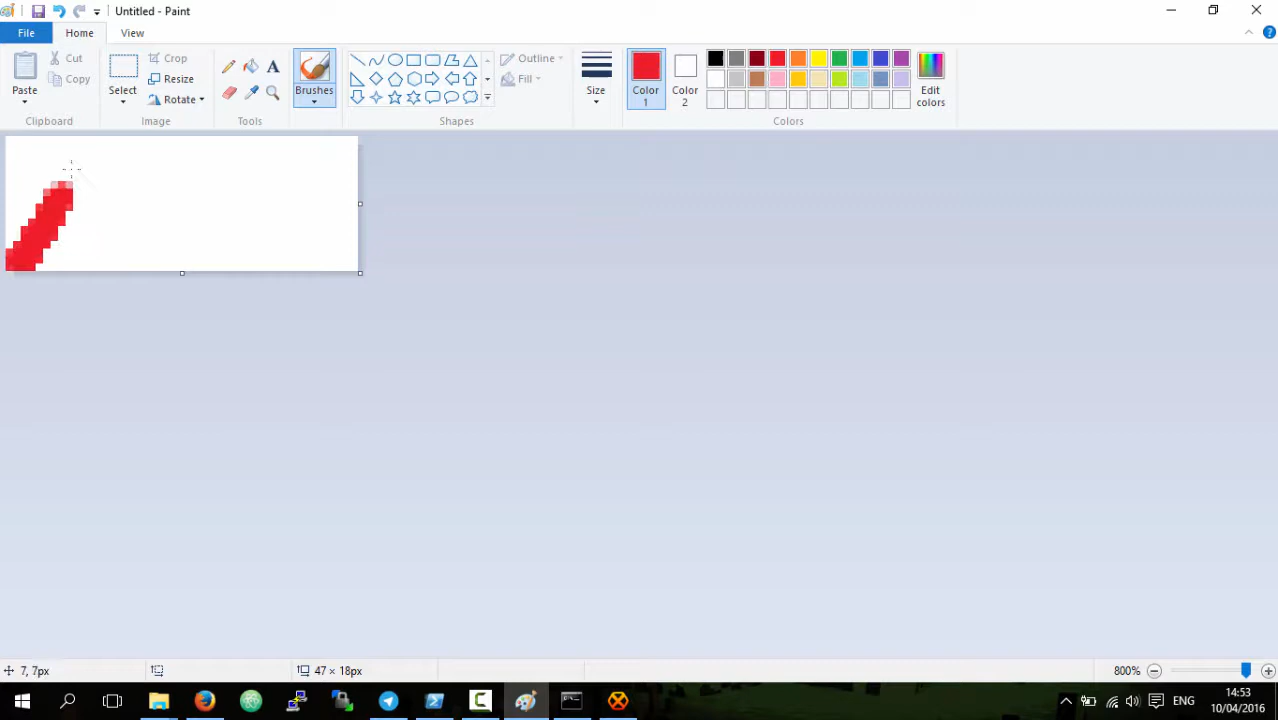 Untitled - Paint
File Home View
Paste
Cut
Copy
Clipboard
Select
Crop
Resize
Rotate
Image
Tools
Brushes
Shapes
Outline
Fill
Size
Color 1
Color 2
Edit colors
Colors
7, 7px
47 × 18px
800%
ENG
14:53
10/04/2016